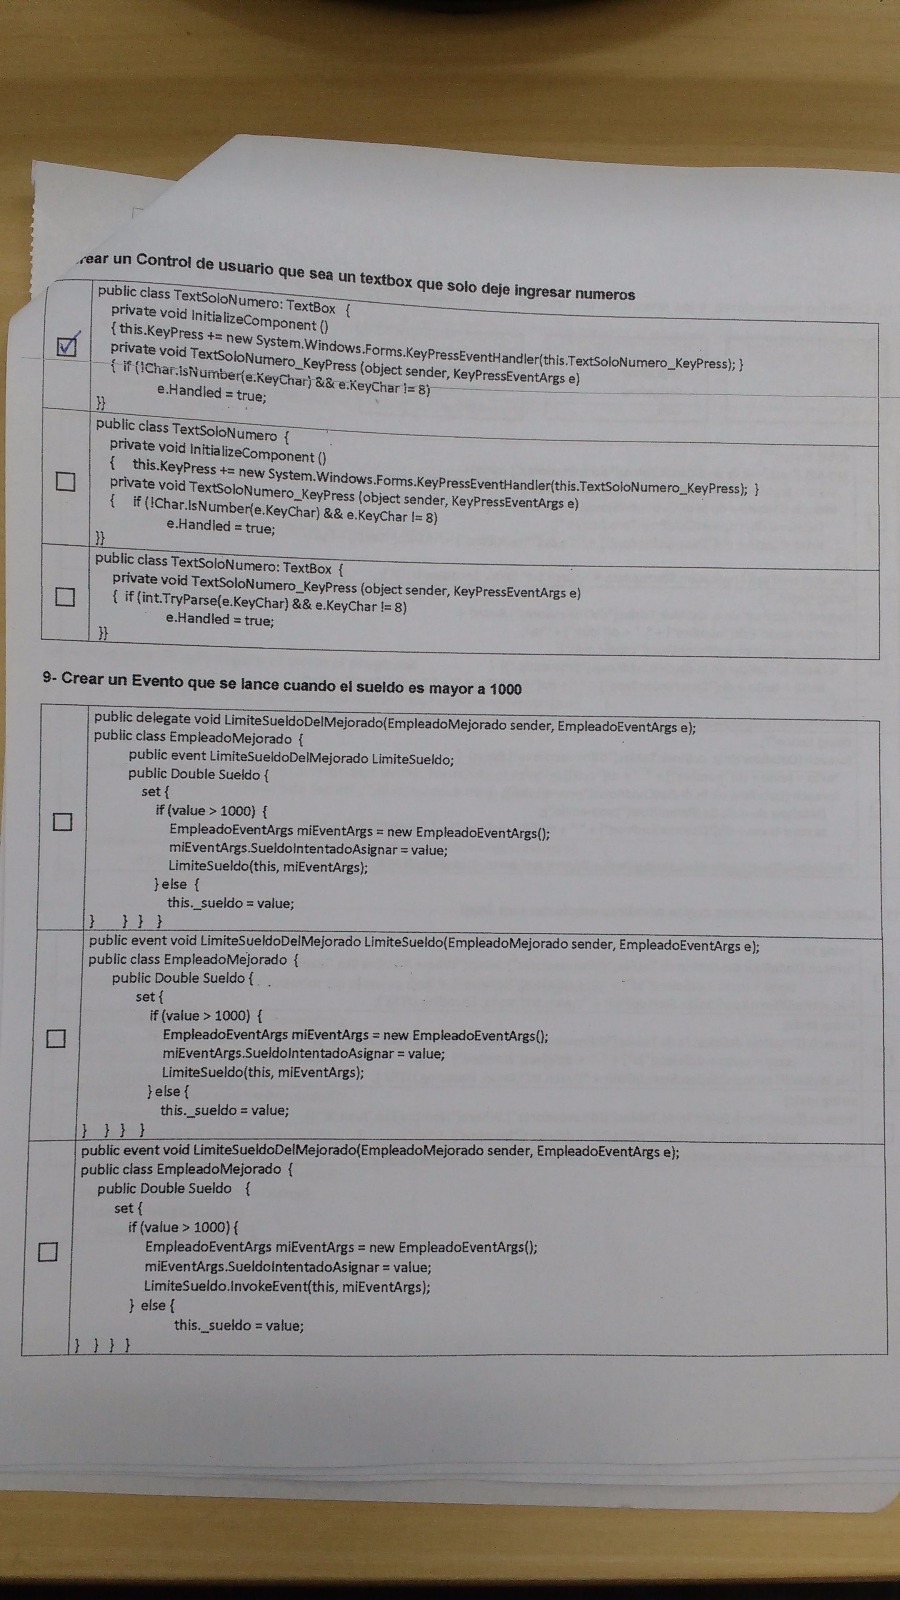 rear un Control de usuario que sea un textbox que solo deje ingresar numeros
public class TextSoloNumero: TextBox {
private void InitializeComponent ()
{ this.KeyPress += new System.Windows.Forms.KeyPressEventHandler(this.TextSoloNumero_KeyPress); }
private void TextSoloNumero_KeyPress (object sender, KeyPressEventArgs e)
{ if (!Char.IsNumber(e.KeyChar) && e.KeyChar != 8)
e.Handled = true;
}}
public class TextSoloNumero {
private void InitializeComponent ()
{ this.KeyPress += new System.Windows.Forms.KeyPressEventHandler(this.TextSoloNumero_KeyPress); }
private void TextSoloNumero_KeyPress (object sender, KeyPressEventArgs e)
{ if (!Char.IsNumber(e.KeyChar) && e.KeyChar != 8)
e.Handled = true;
}}
public class TextSoloNumero: TextBox {
private void TextSoloNumero_KeyPress (object sender, KeyPressEventArgs e)
{ if (int.TryParse(e.KeyChar) && e.KeyChar != 8)
e.Handled = true;
}}
9- Crear un Evento que se lance cuando el sueldo es mayor a 1000
public delegate void LimiteSueldoDelMejorado(EmpleadoMejorado sender, EmpleadoEventArgs e);
public class EmpleadoMejorado {
public event LimiteSueldoDelMejorado LimiteSueldo;
public Double Sueldo {
set {
if (value > 1000) {
EmpleadoEventArgs miEventArgs = new EmpleadoEventArgs();
miEventArgs.SueldoIntentadoAsignar = value;
LimiteSueldo(this, miEventArgs);
} else {
this._sueldo = value;
} } } }
public event void LimiteSueldoDelMejorado LimiteSueldo(EmpleadoMejorado sender, EmpleadoEventArgs e);
public class EmpleadoMejorado {
public Double Sueldo {
set {
if (value > 1000) {
EmpleadoEventArgs miEventArgs = new EmpleadoEventArgs();
miEventArgs.SueldoIntentadoAsignar = value;
LimiteSueldo(this, miEventArgs);
} else {
this._sueldo = value;
} } } }
public event void LimiteSueldoDelMejorado(EmpleadoMejorado sender, EmpleadoEventArgs e);
public class EmpleadoMejorado {
public Double Sueldo {
set {
if (value > 1000) {
EmpleadoEventArgs miEventArgs = new EmpleadoEventArgs();
miEventArgs.SueldoIntentadoAsignar = value;
LimiteSueldo.InvokeEvent(this, miEventArgs);
} else {
this._sueldo = value;
} } } }